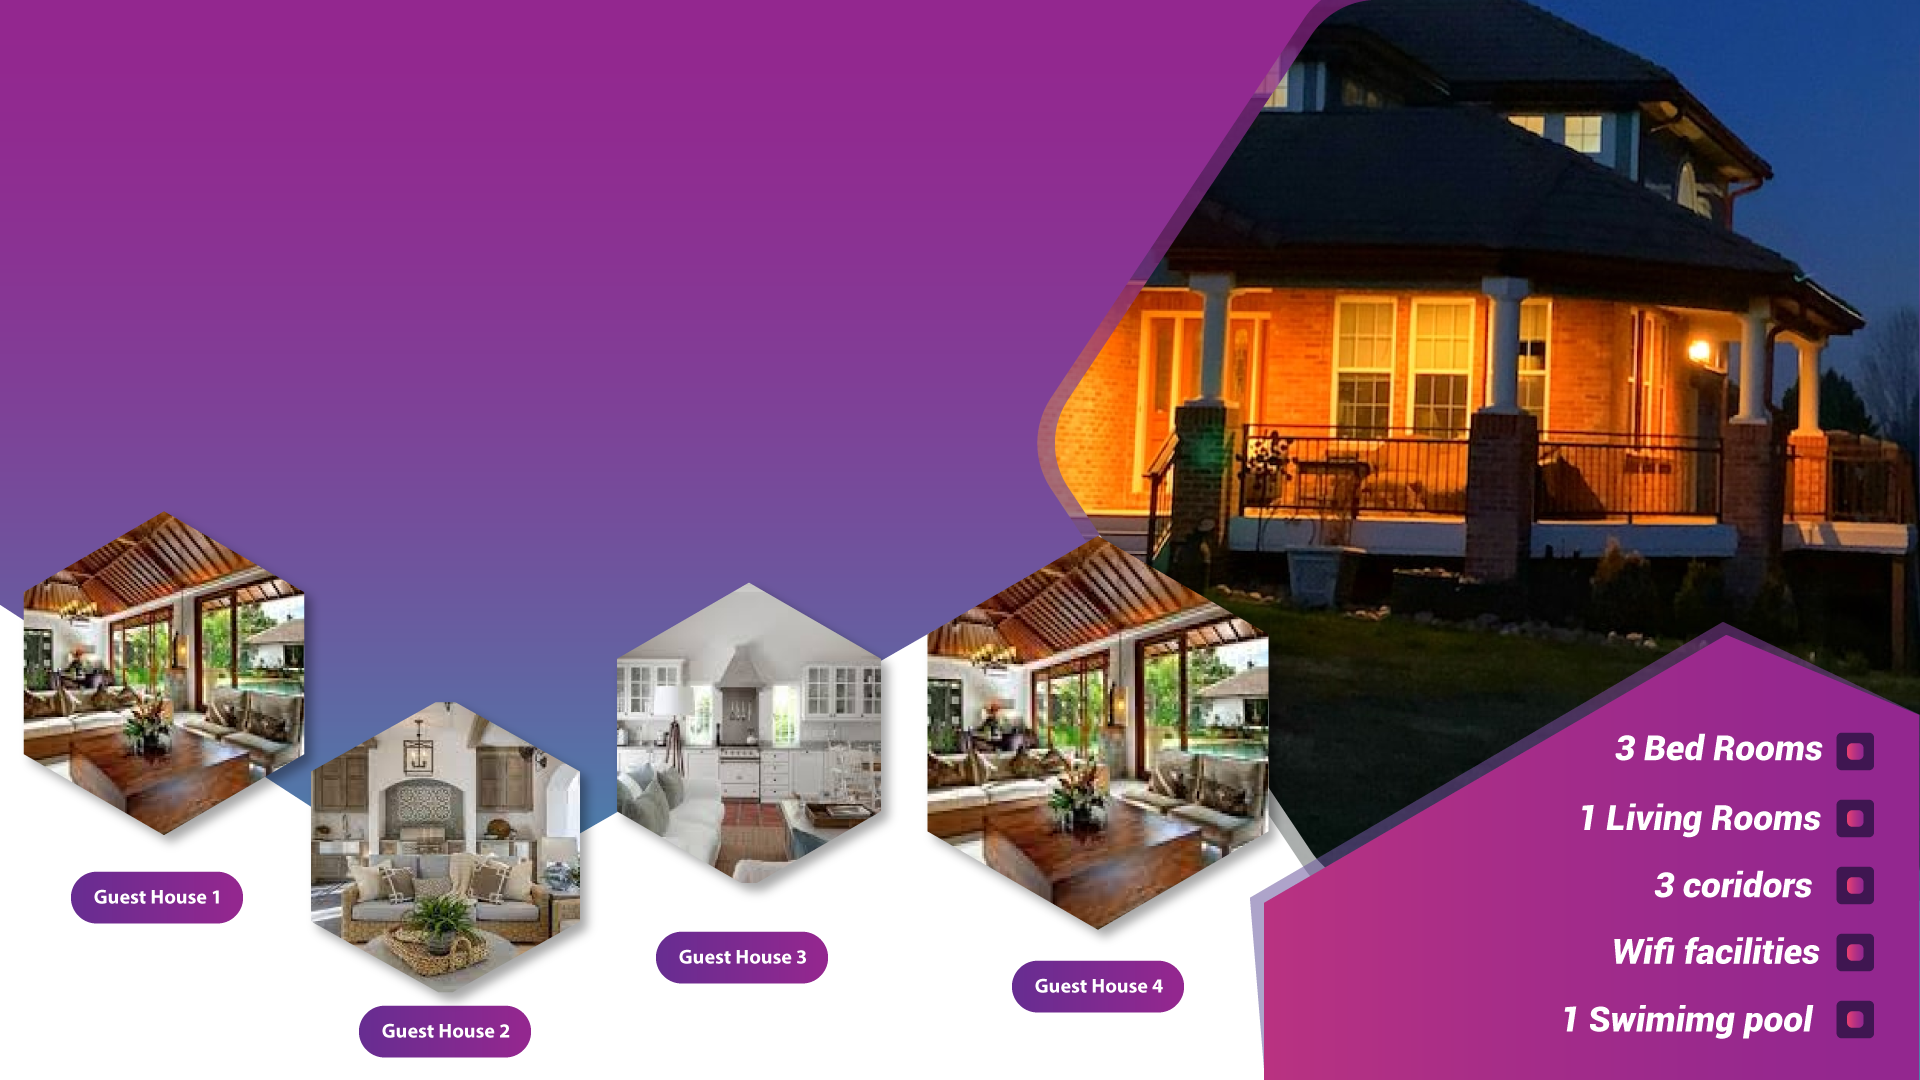 Guest House 1
Guest House 2
Guest House 3
Guest House 4
3 Bed Rooms
1 Living Rooms
3 coridors
Wifi facilities
1 Swimimg pool